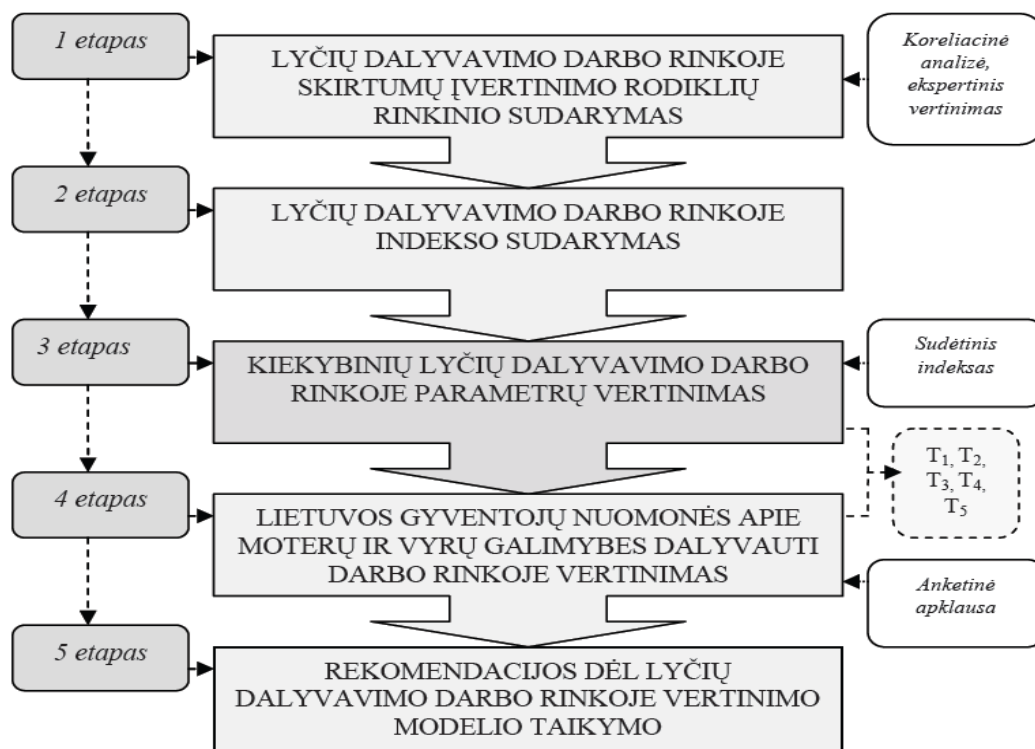 1 etapas
LYČIŲ DALYVAVIMO DARBO RINKOJE
SKIRTUMŲ ĮVERTINIMO RODIKLIŲ
RINKINIO SUDARYMAS
Koreliacinė
analizė,
ekspertinis
vertinimas
2 etapas
LYČIŲ DALYVAVIMO DARBO RINKOJE
INDEKSO SUDARYMAS
3 etapas
KIEKYBINIŲ LYČIŲ DALYVAVIMO DARBO
RINKOJE PARAMETRŲ VERTINIMAS
Sudėtinis
indeksas
T₁, T₂,
T₃, T₄,
T₅
4 etapas
LIETUVOS GYVENTOJŲ NUOMONĖS APIE
MOTERŲ IR VYRŲ GALIMYBES DALYVAUTI
DARBO RINKOJE VERTINIMAS
Anketinė
apklausa
5 etapas
REKOMENDACIJOS DĖL LYČIŲ
DALYVAVIMO DARBO RINKOJE VERTINIMO
MODELIO TAIKYMO